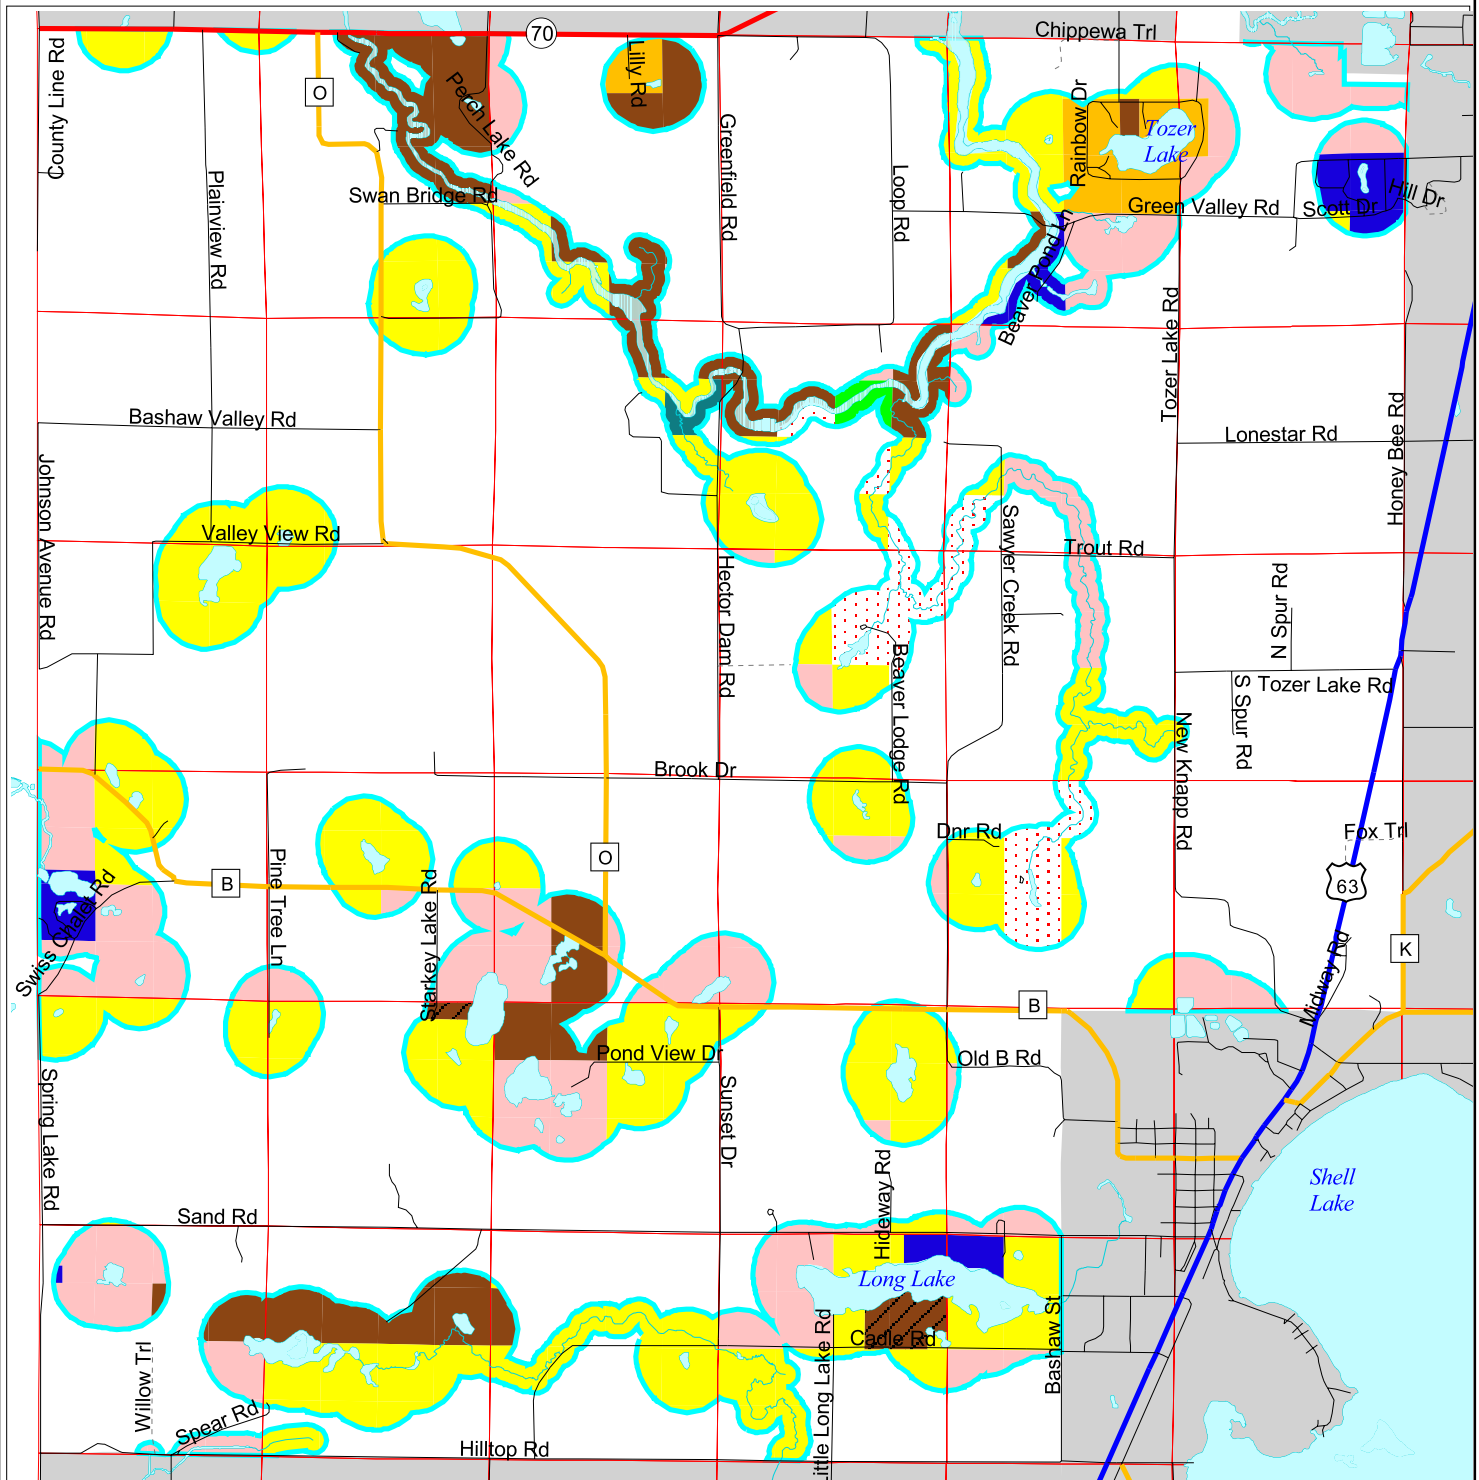 70
Chippewa Trl
County Line Rd
O
Lilly Rd
Perch Lake Rd
Rainbow Dr
Tozer
Lake
Greenfield Rd
Loop Rd
Plainview Rd
Swan Bridge Rd
Hill Dr
Green Valley Rd
Scott Dr
Beaver Pond Ln
Tozer Lake Rd
Bashaw Valley Rd
Lonestar Rd
Honey Bee Rd
Johnson Avenue Rd
Valley View Rd
Sawyer Creek Rd
Trout Rd
Hector Dam Rd
N Spur Rd
Beaver Lodge Rd
S Spur Rd
Tozer Lake Rd
New Knapp Rd
Brook Dr
Dnr Rd
Fox Trl
O
B
Pine Tree Ln
Starkey Lake Rd
63
Swiss Chalet Rd
K
Midway Rd
B
Pond View Dr
Old B Rd
Spring Lake Rd
Sunset Dr
Hideway Rd
Shell
Lake
Sand Rd
Long Lake
Cadle Rd
Little Long Lake Rd
Bashaw St
Willow Trl
Spear Rd
Hilltop Rd